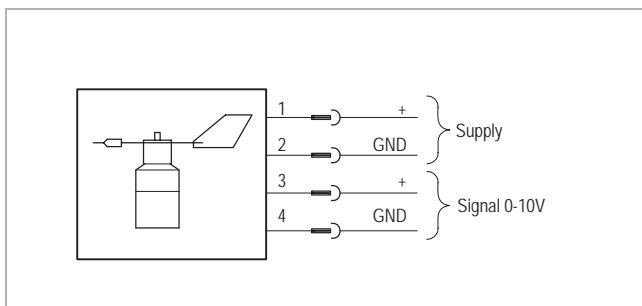 1 +
2 GND
Supply
3 +
4 GND
Signal 0-10V